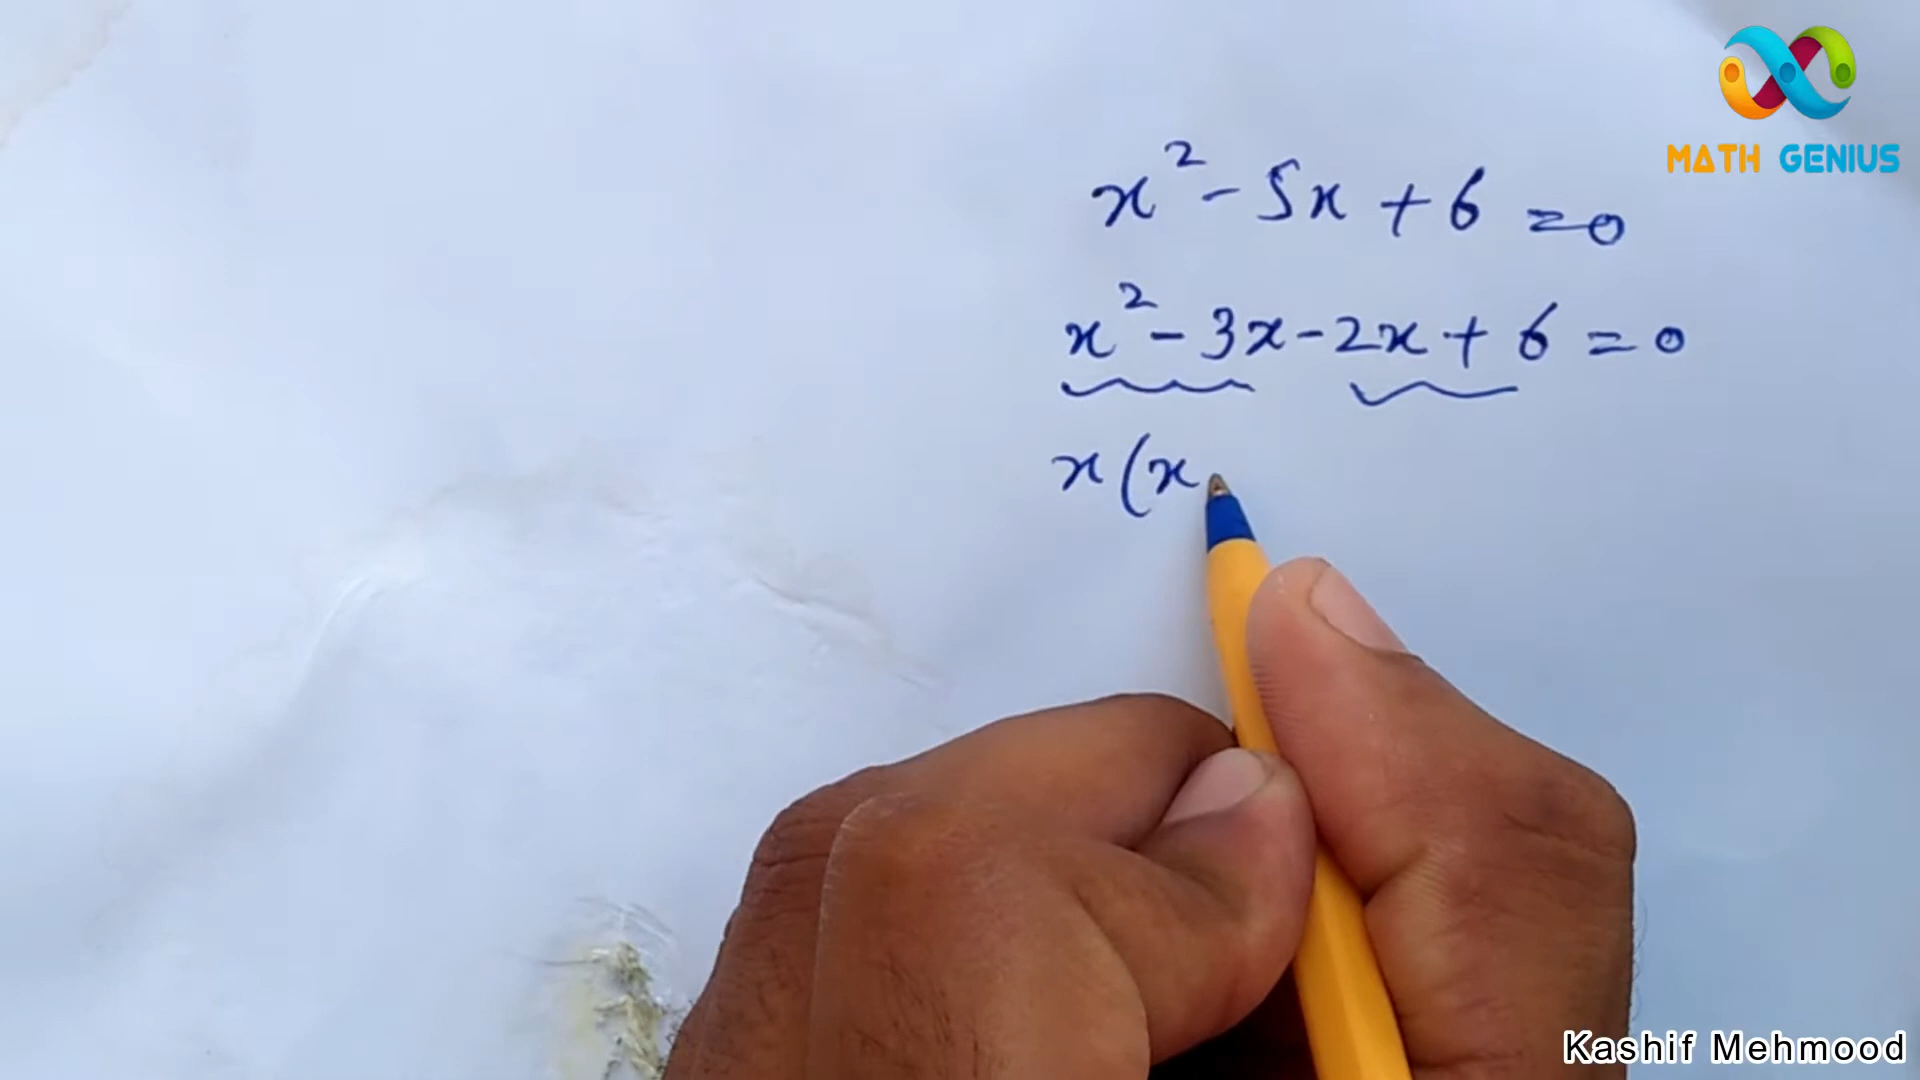 MATH GENIUS
x² - 5x + 6 = 0
x² - 3x - 2x + 6 = 0
x (x
Kashif Mehmood